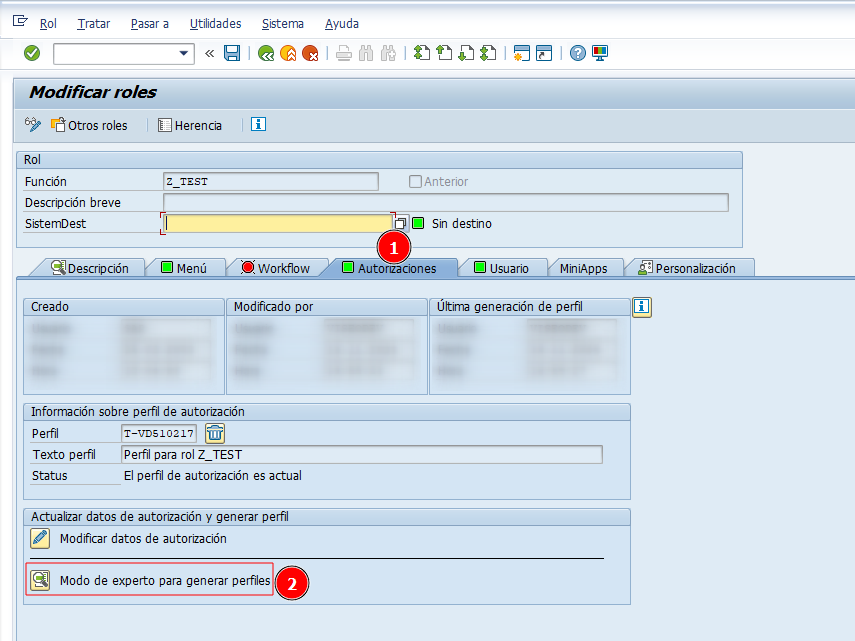 Rol Tratar Pasar a Utilidades Sistema Ayuda
Modificar roles
Otros roles Herencia
Rol
Función Z_TEST Anterior
Descripción breve
SistemDest Sin destino
1
Descripción Menú Workflow Autorizaciones Usuario MiniApps Personalización
Creado Modificado por Última generación de perfil
Información sobre perfil de autorización
Perfil T-VD510217
Texto perfil Perfil para rol Z_TEST
Status El perfil de autorización es actual
Actualizar datos de autorización y generar perfil
Modificar datos de autorización
Modo de experto para generar perfiles 2